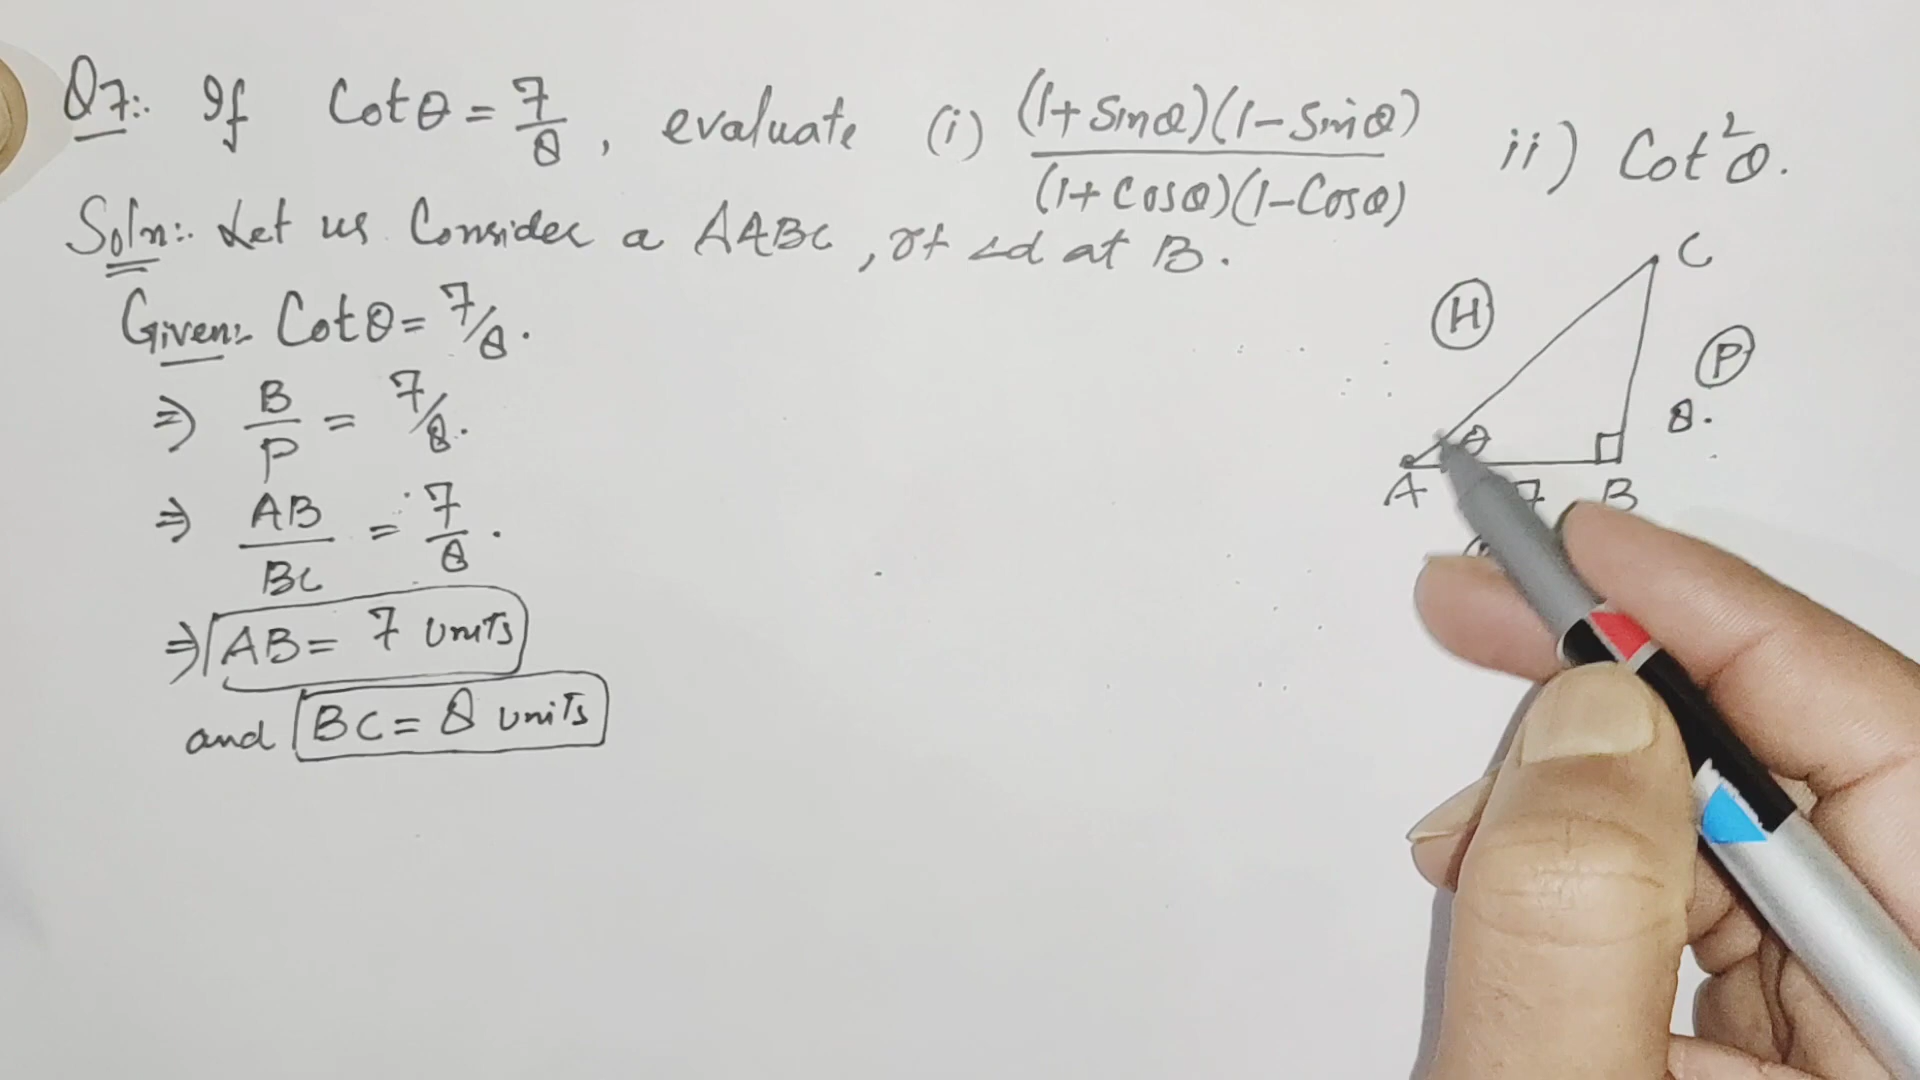 Q7:. If Cotθ = 7/8, evaluate (i) (1+Sinθ)(1-Sinθ)/(1+Cosθ)(1-Cosθ) ii) Cot²θ.
Soln:. Let us Consider a ΔABC, rt ∠d at B.
Given:. Cotθ = 7/8.
⇒ B/P = 7/8.
⇒ AB/BC = 7/8.
⇒ AB = 7 units
and BC = 8 units
C
H
P
8.
θ
A 7 B